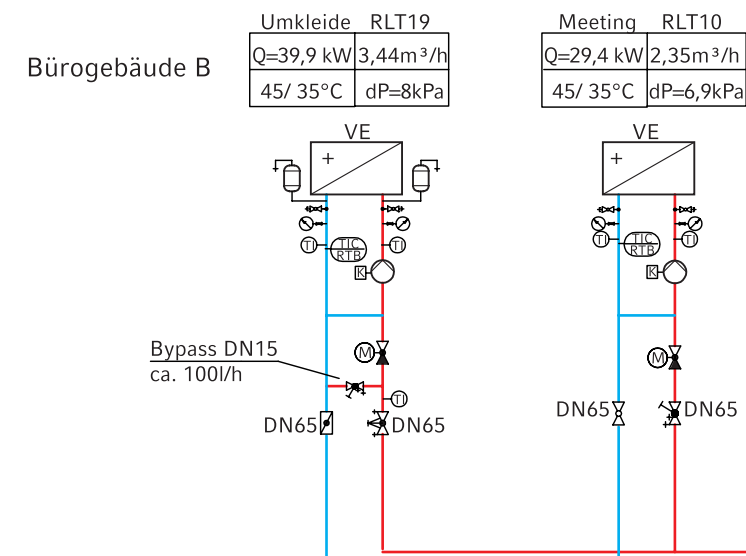 Umkleide RLT19
Meeting RLT10
Bürogebäude B
Q=39,9 kW 3,44m³/h
45/ 35°C dP=8kPa
Q=29,4 kW 2,35m³/h
45/ 35°C dP=6,9kPa
VE
VE
+
+
TI
TIC
RTB
TI
TI
TIC
RTB
TI
K
K
Bypass DN15
ca. 100l/h
M
M
TI
DN65
DN65
DN65
DN65